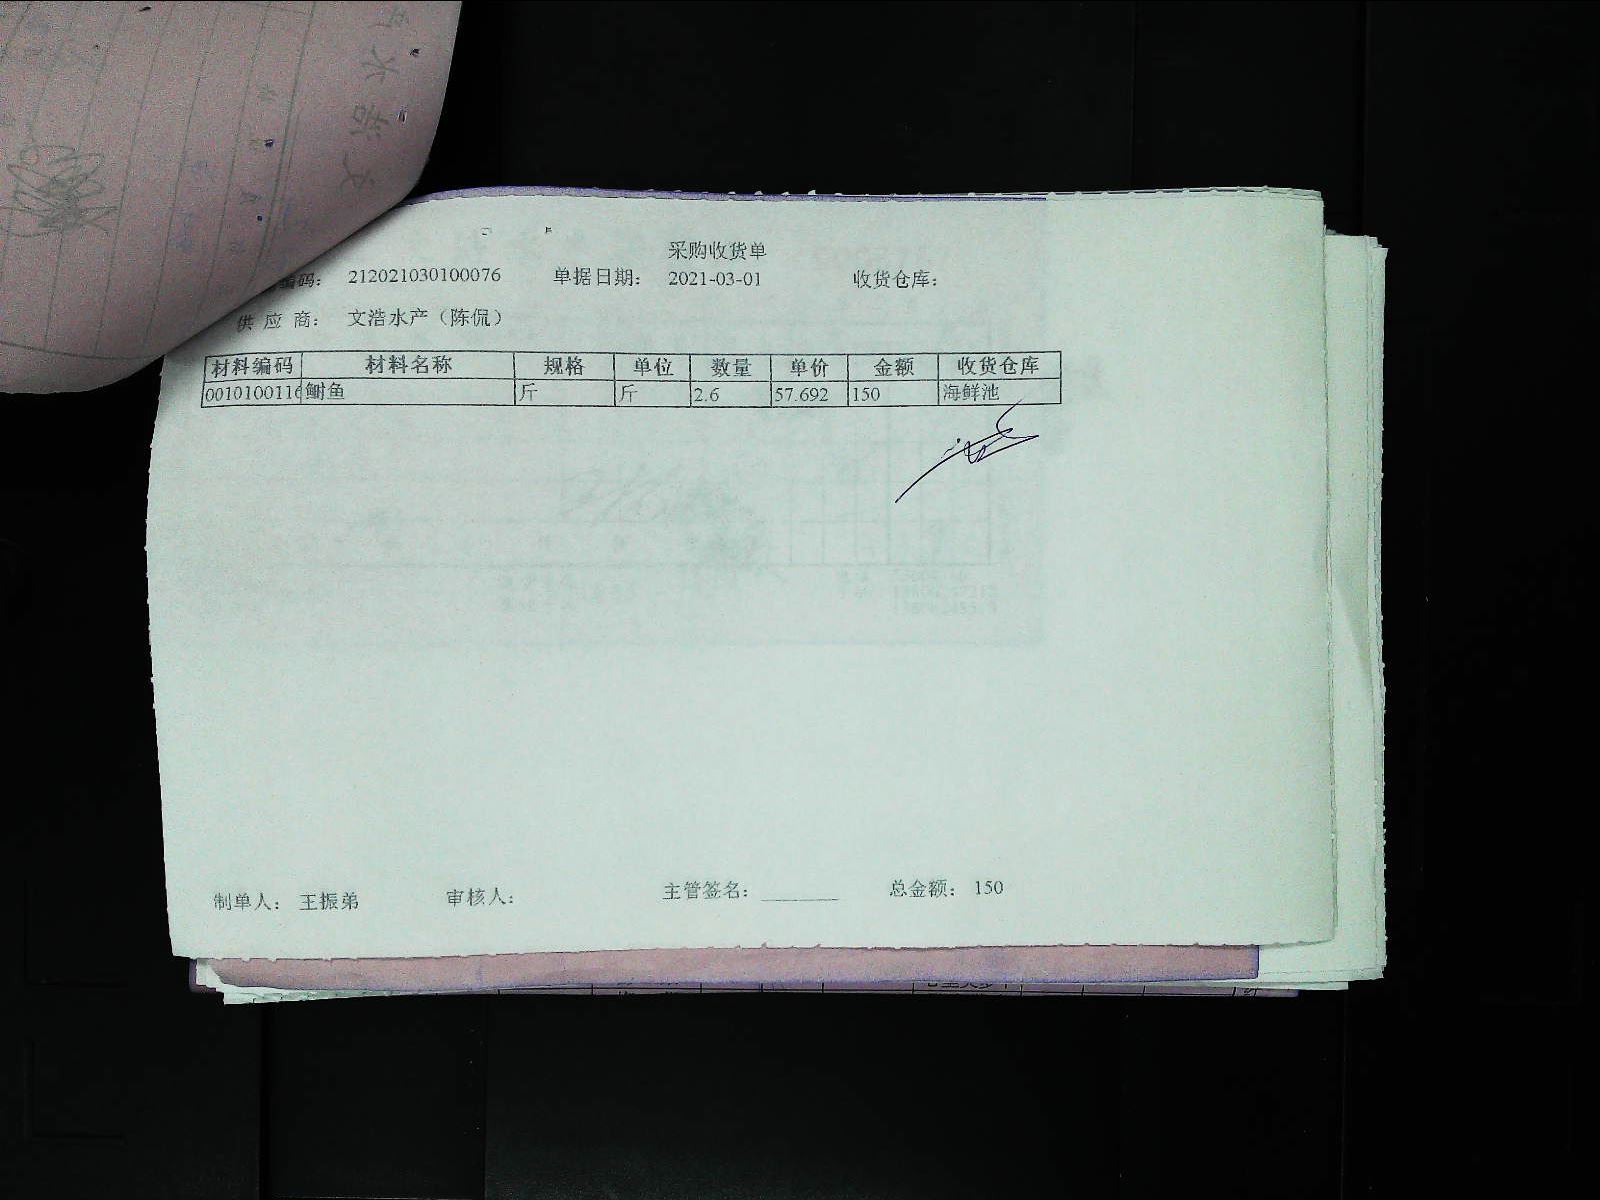 采购收货单
编码： 212021030100076 单据日期： 2021-03-01 收货仓库：
供 应 商： 文浩水产（陈侃）
材料编码 材料名称 规格 单位 数量 单价 金额 收货仓库
0010100116 鲥鱼 斤 斤 2.6 57.692 150 海鲜池
制单人： 王振弟 审核人： 主管签名：________ 总金额： 150